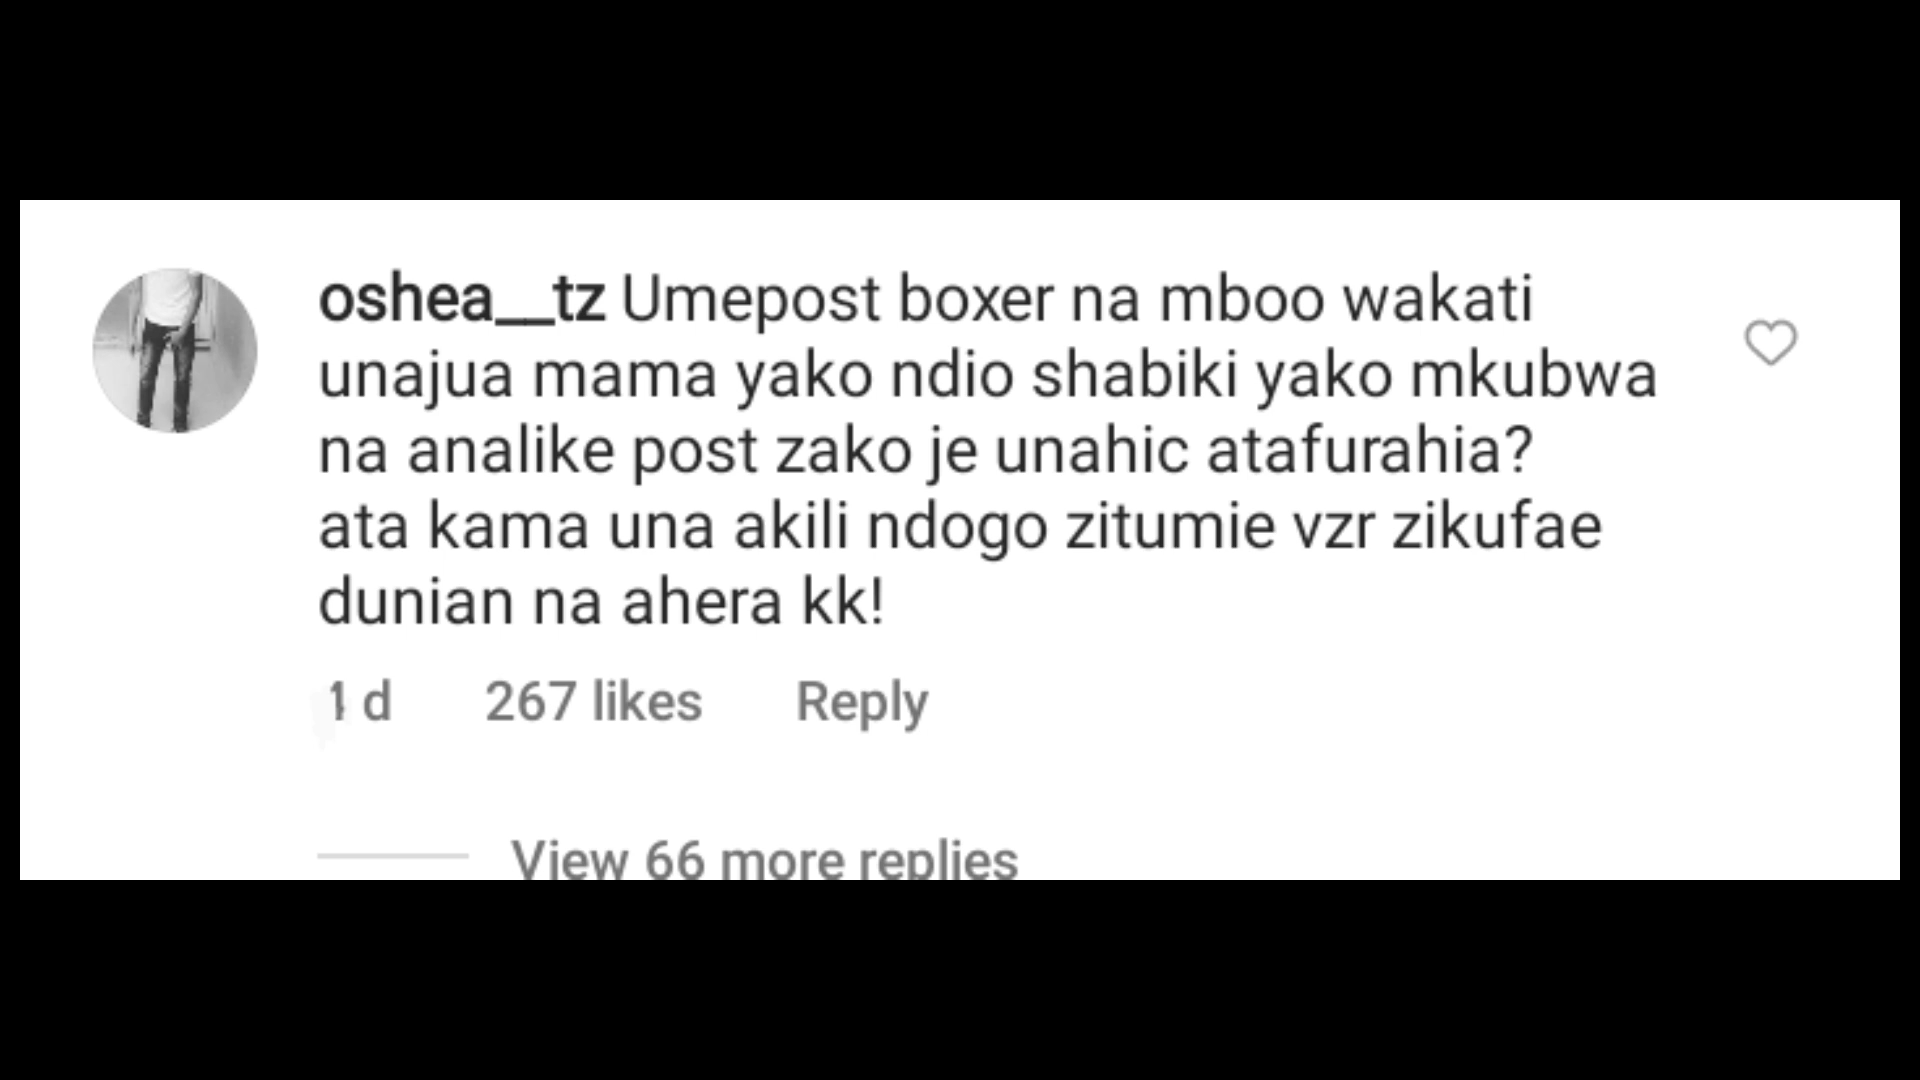 oshea__tz Umepost boxer na mboo wakati
unajua mama yako ndio shabiki yako mkubwa
na analike post zako je unahic atafurahia?
ata kama una akili ndogo zitumie vzr zikufae
dunian na ahera kk!
1 d 267 likes Reply
View 66 more replies